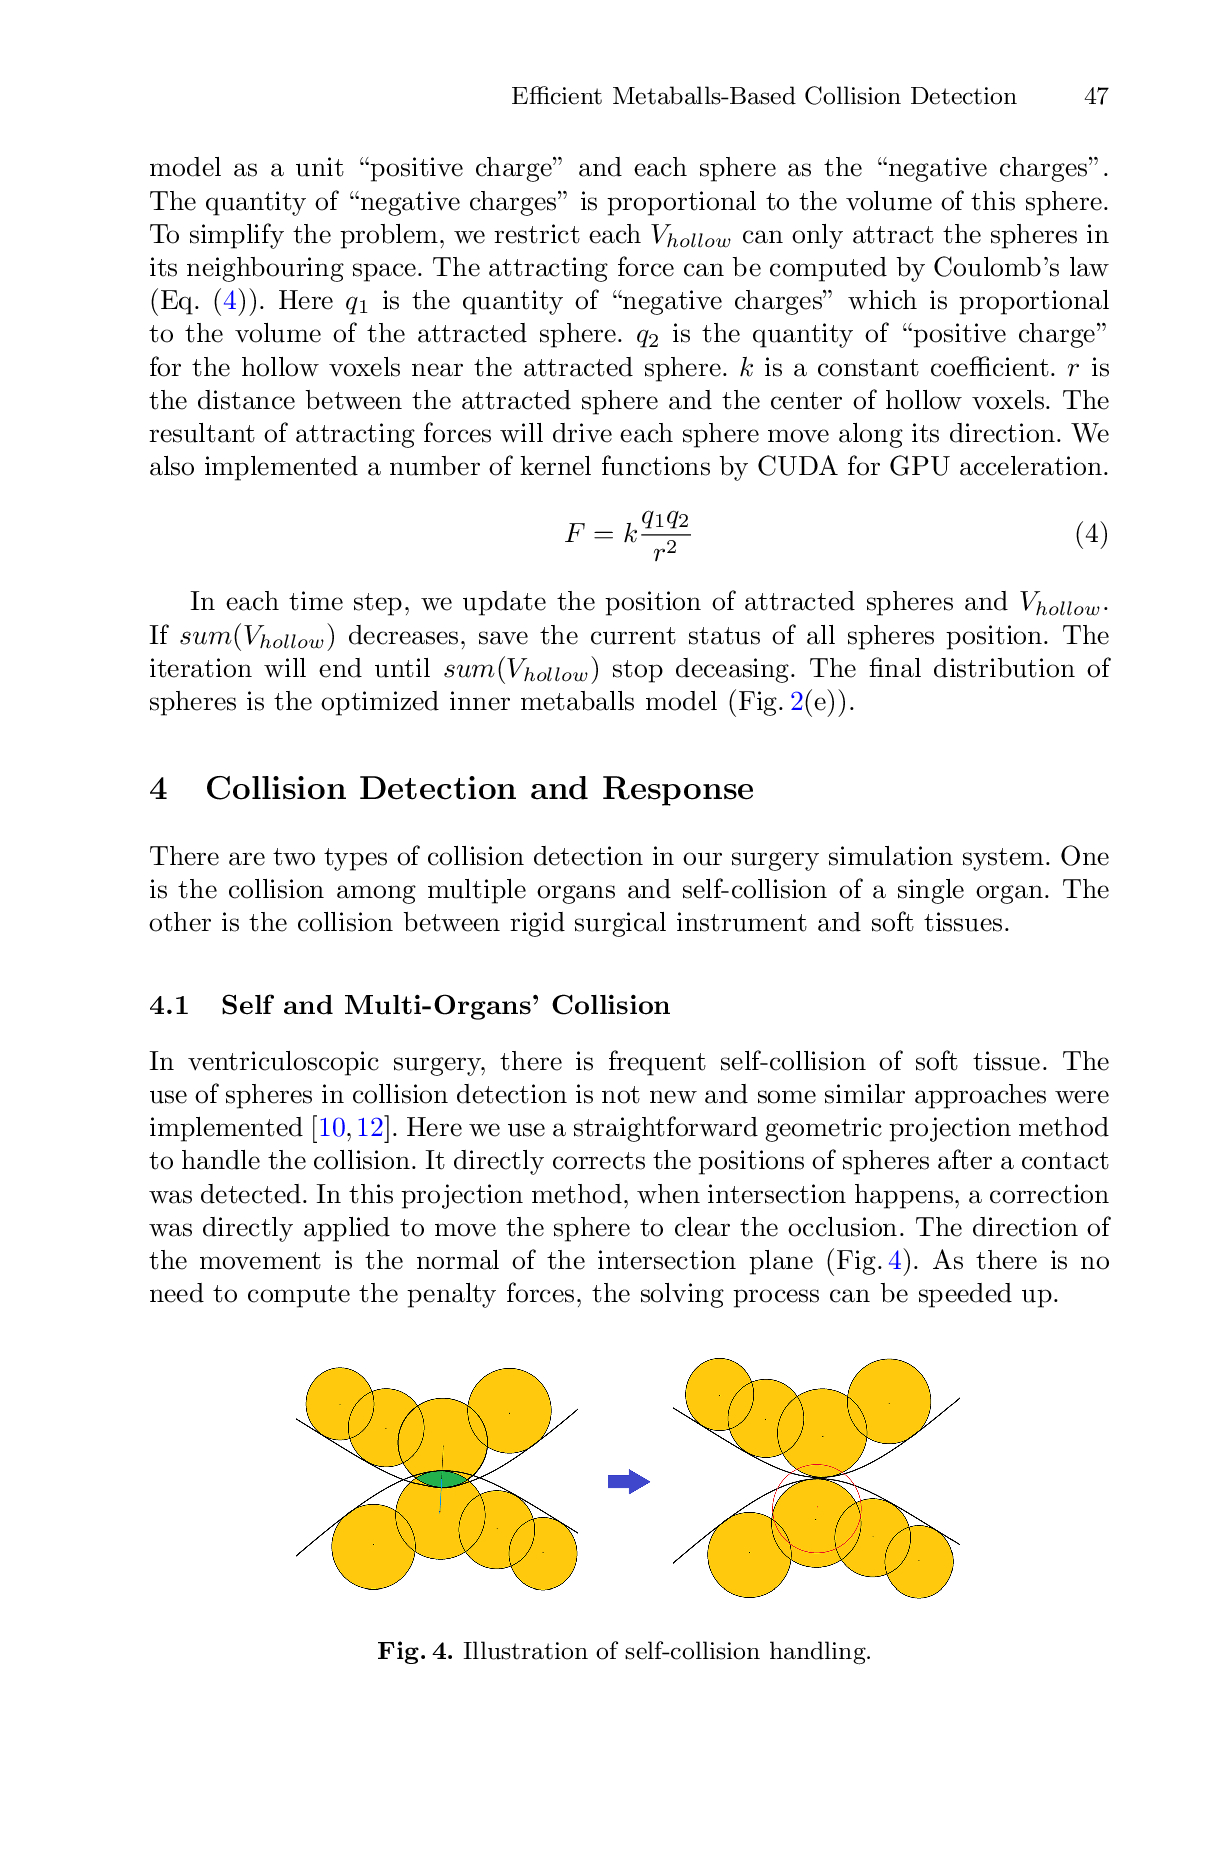 Efficient Metaballs-Based Collision Detection 47
model as a unit “positive charge” and each sphere as the “negative charges”.
The quantity of “negative charges” is proportional to the volume of this sphere.
To simplify the problem, we restrict each V_{hollow} can only attract the spheres in
its neighbouring space. The attracting force can be computed by Coulomb’s law
(Eq. (4)). Here q_1 is the quantity of “negative charges” which is proportional
to the volume of the attracted sphere. q_2 is the quantity of “positive charge”
for the hollow voxels near the attracted sphere. k is a constant coefficient. r is
the distance between the attracted sphere and the center of hollow voxels. The
resultant of attracting forces will drive each sphere move along its direction. We
also implemented a number of kernel functions by CUDA for GPU acceleration.
F = k \frac{q_1 q_2}{r^2} (4)
In each time step, we update the position of attracted spheres and V_{hollow}.
If sum(V_{hollow}) decreases, save the current status of all spheres position. The
iteration will end until sum(V_{hollow}) stop deceasing. The final distribution of
spheres is the optimized inner metaballs model (Fig. 2(e)).
4 Collision Detection and Response
There are two types of collision detection in our surgery simulation system. One
is the collision among multiple organs and self-collision of a single organ. The
other is the collision between rigid surgical instrument and soft tissues.
4.1 Self and Multi-Organs’ Collision
In ventriculoscopic surgery, there is frequent self-collision of soft tissue. The
use of spheres in collision detection is not new and some similar approaches were
implemented [10,12]. Here we use a straightforward geometric projection method
to handle the collision. It directly corrects the positions of spheres after a contact
was detected. In this projection method, when intersection happens, a correction
was directly applied to move the sphere to clear the occlusion. The direction of
the movement is the normal of the intersection plane (Fig. 4). As there is no
need to compute the penalty forces, the solving process can be speeded up.
Fig. 4. Illustration of self-collision handling.